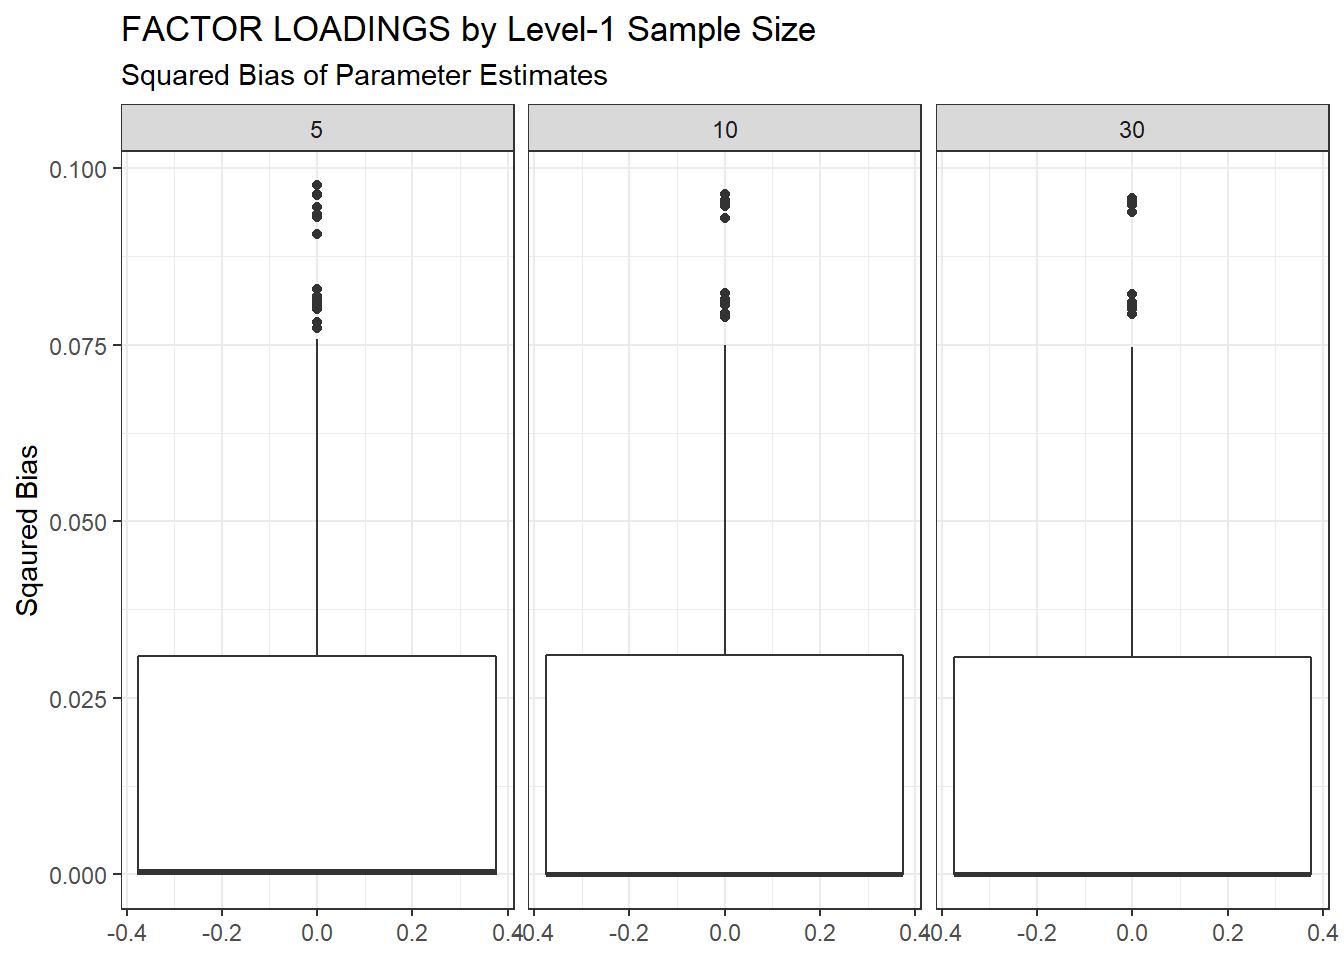 FACTOR LOADINGS by Level-1 Sample Size
Squared Bias of Parameter Estimates
5 10 30
Sqaured Bias
0.100
0.075
0.050
0.025
0.000
-0.4 -0.2 0.0 0.2 0.4 -0.4 -0.2 0.0 0.2 0.4 -0.4 -0.2 0.0 0.2 0.4